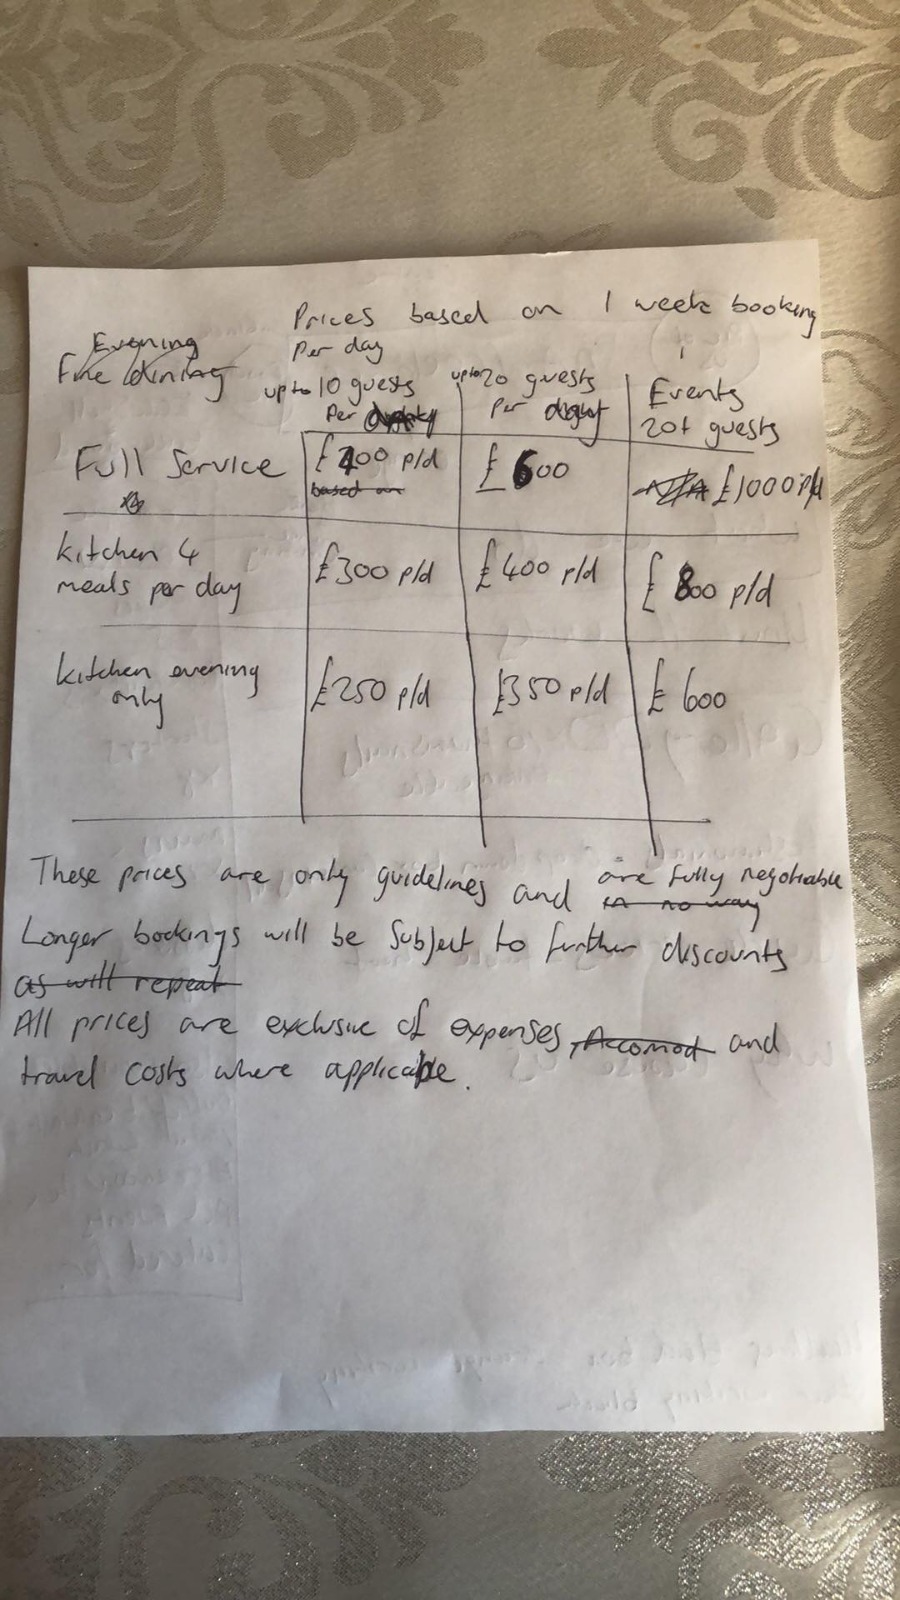 Prices based on 1 week booking
Evening
Per day
Fine dining
up to 10 guests
Per
up to 20 guests
Per
Events
20+ guests
Full Service
£400 p/d
based on
£600
N/A £1000 p/d
Kitchen 4
meals per day
£300 p/d
£400 p/d
£800 p/d
Kitchen evening
only
£250 p/d
£350 p/d
£600
These prices are only guidelines and are fully negotiable
in no way
Longer bookings will be Subject to further discounts
as will repeat
All prices are exclusive of expenses, Accomod and
travel costs where applicable.